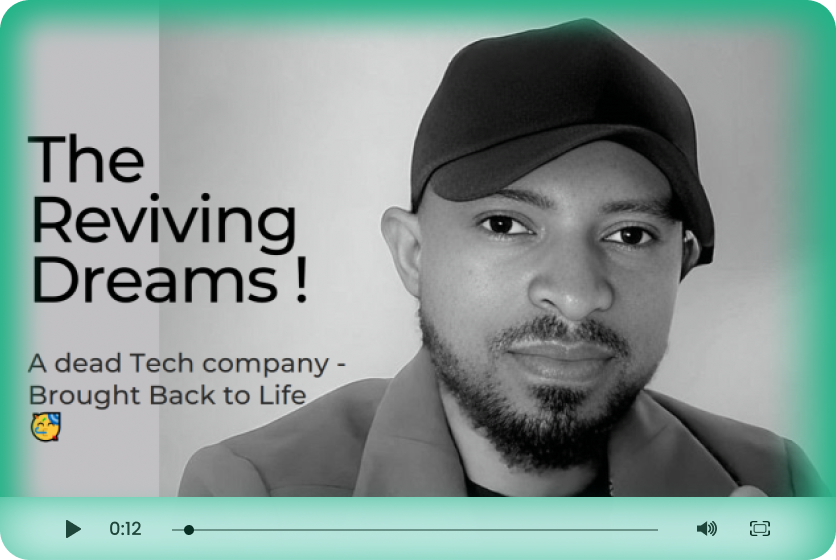 The
Reviving
Dreams !
A dead Tech company -
Brought Back to Life
🥳
0:12